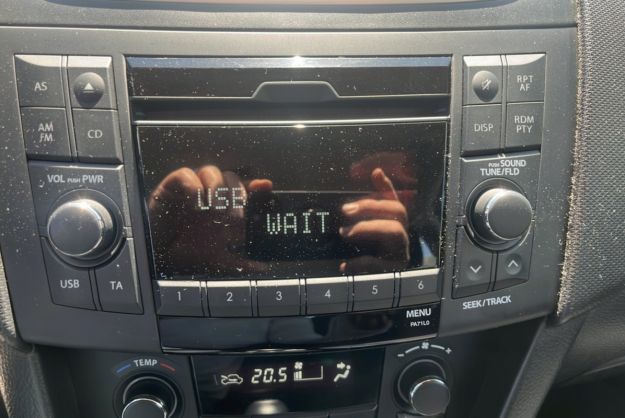 AS
RPT
AF
AM
FM
CD
DISP
RDM
PTY
VOL PUSH PWR
PUSH SOUND
TUNE/FLD
USB
WAIT
USB
TA
1 2 3 4 5 6
SEEK/TRACK
MENU
PA71L0
TEMP
20.5